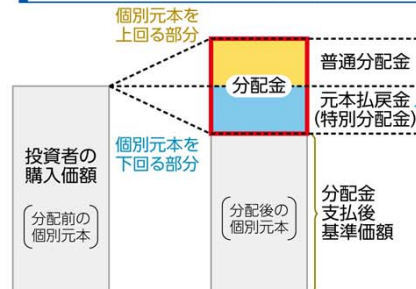 個別元本を
上回る部分
普通分配金
分配金
元本払戻金
(特別分配金)
個別元本を
下回る部分
投資者の
購入価額
(分配前の
個別元本)
(分配後の
個別元本)
分配金
支払後
基準価額